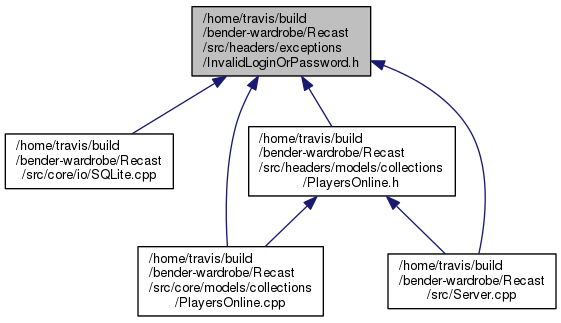 /home/travis/build
/bender-wardrobe/Recast
/src/headers/exceptions
/InvalidLoginOrPassword.h
/home/travis/build
/bender-wardrobe/Recast
/src/core/io/SQLite.cpp
/home/travis/build
/bender-wardrobe/Recast
/src/headers/models/collections
/PlayersOnline.h
/home/travis/build
/bender-wardrobe/Recast
/src/core/models/collections
/PlayersOnline.cpp
/home/travis/build
/bender-wardrobe/Recast
/src/Server.cpp